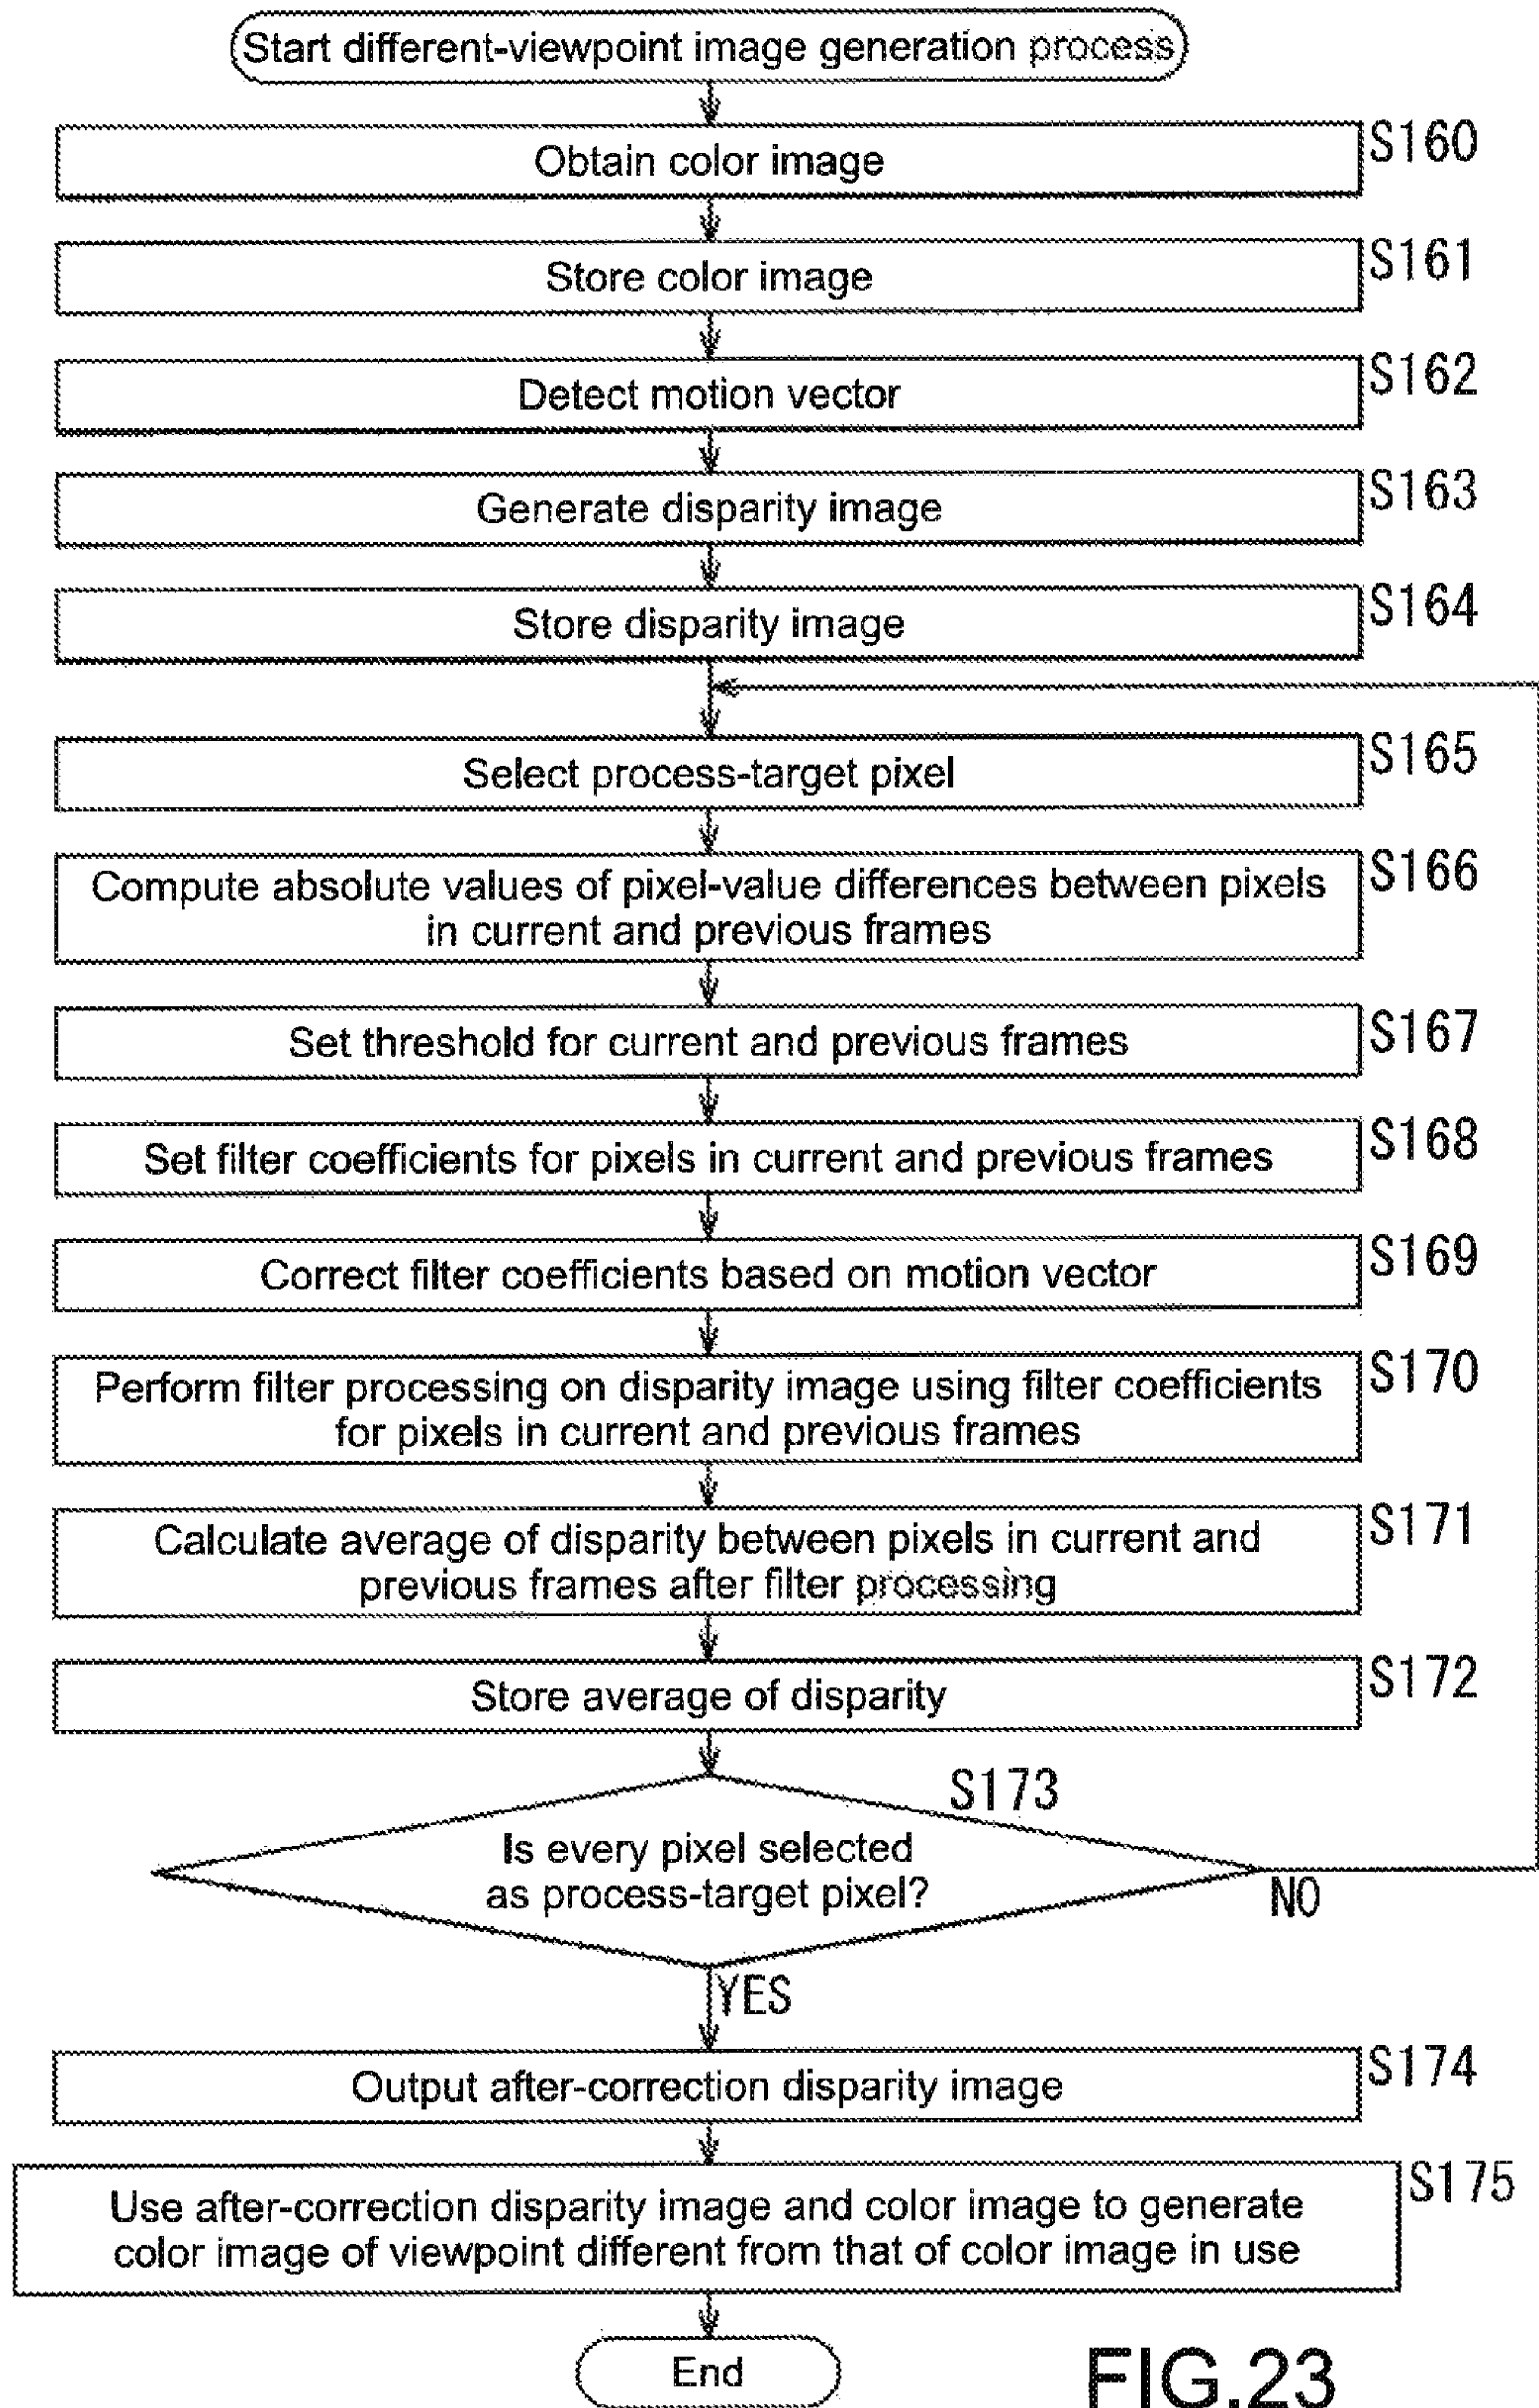 Start different-viewpoint image generation process
S160
Obtain color image
S161
Store color image
S162
Detect motion vector
S163
Generate disparity image
S164
Store disparity image
S165
Select process-target pixel
S166
Compute absolute values of pixel-value differences between pixels
in current and previous frames
S167
Set threshold for current and previous frames
S168
Set filter coefficients for pixels in current and previous frames
S169
Correct filter coefficients based on motion vector
S170
Perform filter processing on disparity image using filter coefficients
for pixels in current and previous frames
S171
Calculate average of disparity between pixels in current and
previous frames after filter processing
S172
Store average of disparity
S173
Is every pixel selected
as process-target pixel?
NO
YES
S174
Output after-correction disparity image
S175
Use after-correction disparity image and color image to generate
color image of viewpoint different from that of color image in use
End
FIG.23